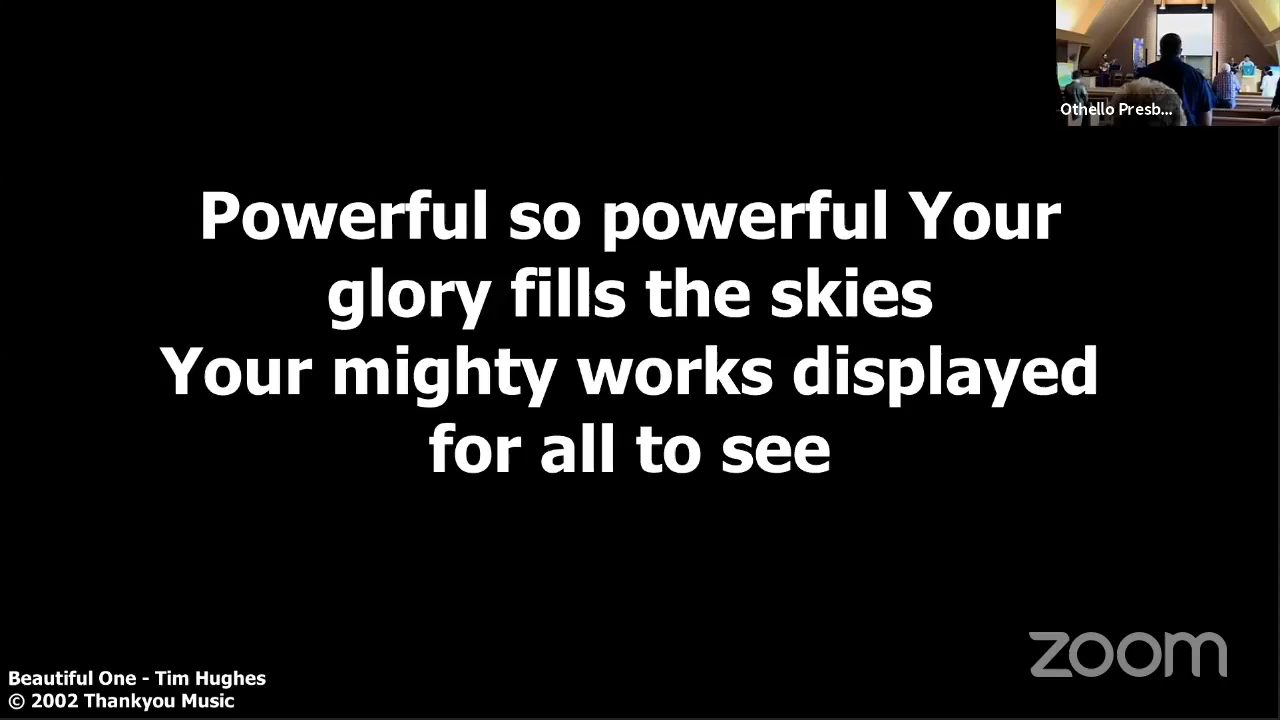 Othello Presb...
Powerful so powerful Your
glory fills the skies
Your mighty works displayed
for all to see
zoom
Beautiful One - Tim Hughes
© 2002 Thankyou Music